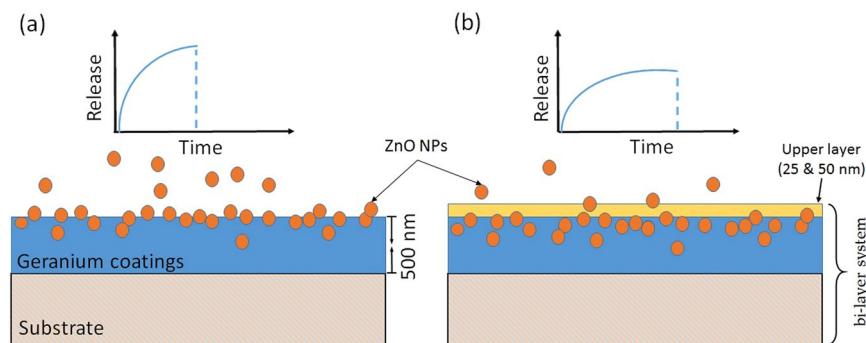 (a)
Release
Time
(b)
Release
Time
ZnO NPs
Upper layer
(25 & 50 nm)
Geranium coatings
500 nm
Substrate
bi-layer system